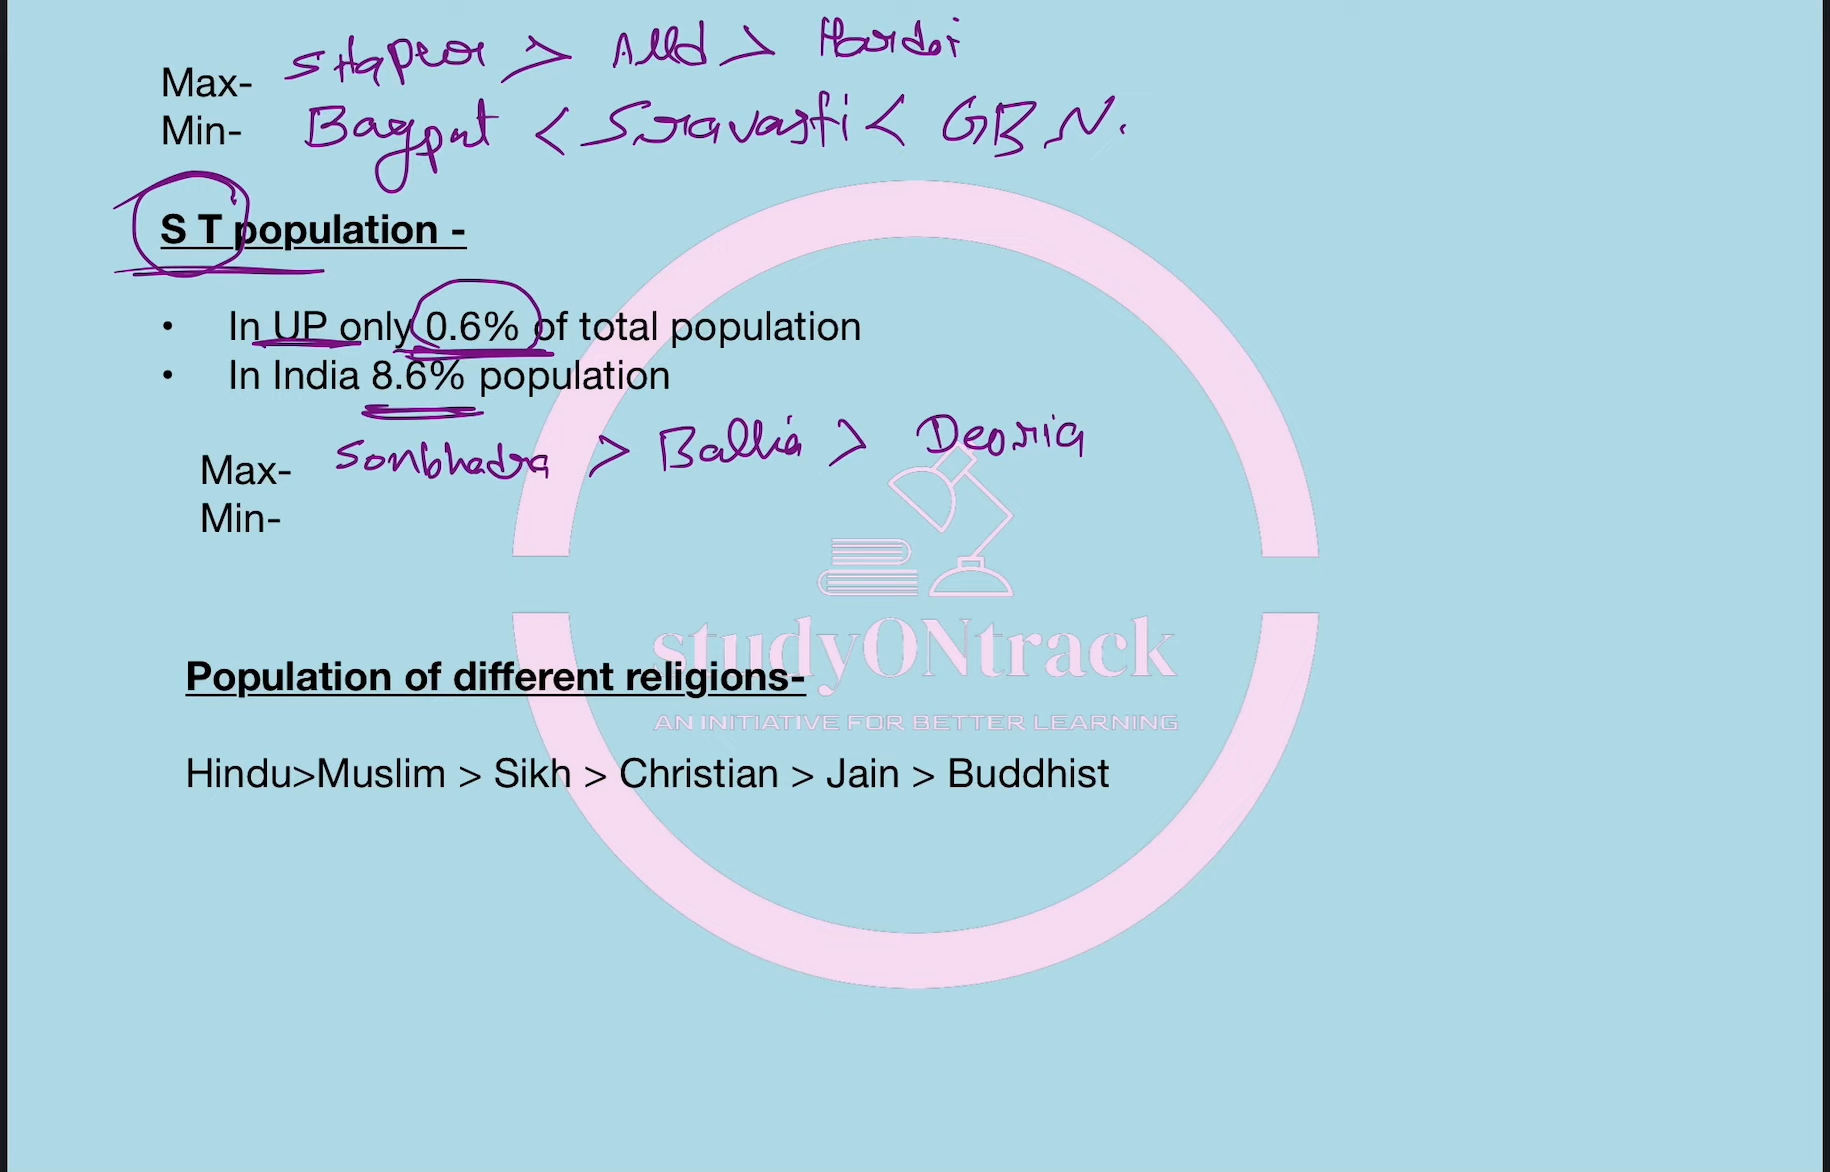 Max- Sitapur > Alld > Hardoi
Min- Bagpat < Sravasti < GBN.
S T population -
• In UP only 0.6% of total population
• In India 8.6% population
Max- Sonbhadra > Ballia > Deoria
Min-
studyONtrack
Population of different religions-
AN INITIATIVE FOR BETTER LEARNING
Hindu>Muslim > Sikh > Christian > Jain > Buddhist